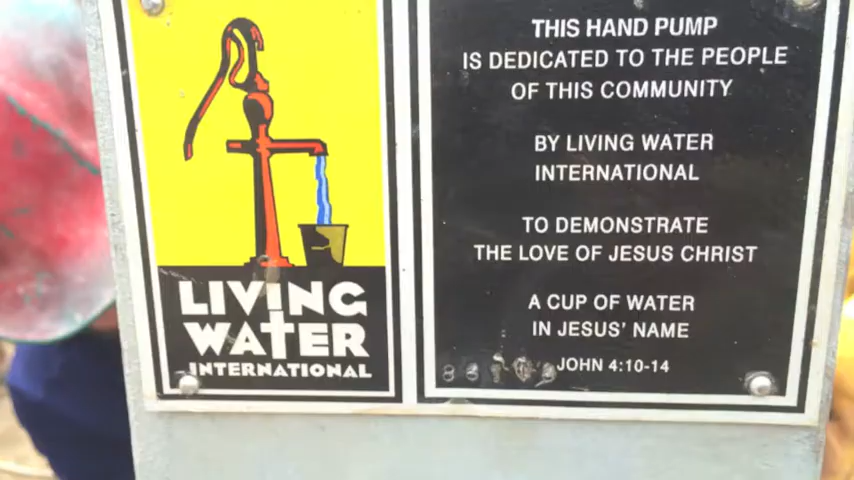 LIVING
WATER
INTERNATIONAL
THIS HAND PUMP
IS DEDICATED TO THE PEOPLE
OF THIS COMMUNITY
BY LIVING WATER
INTERNATIONAL
TO DEMONSTRATE
THE LOVE OF JESUS CHRIST
A CUP OF WATER
IN JESUS' NAME
JOHN 4:10-14